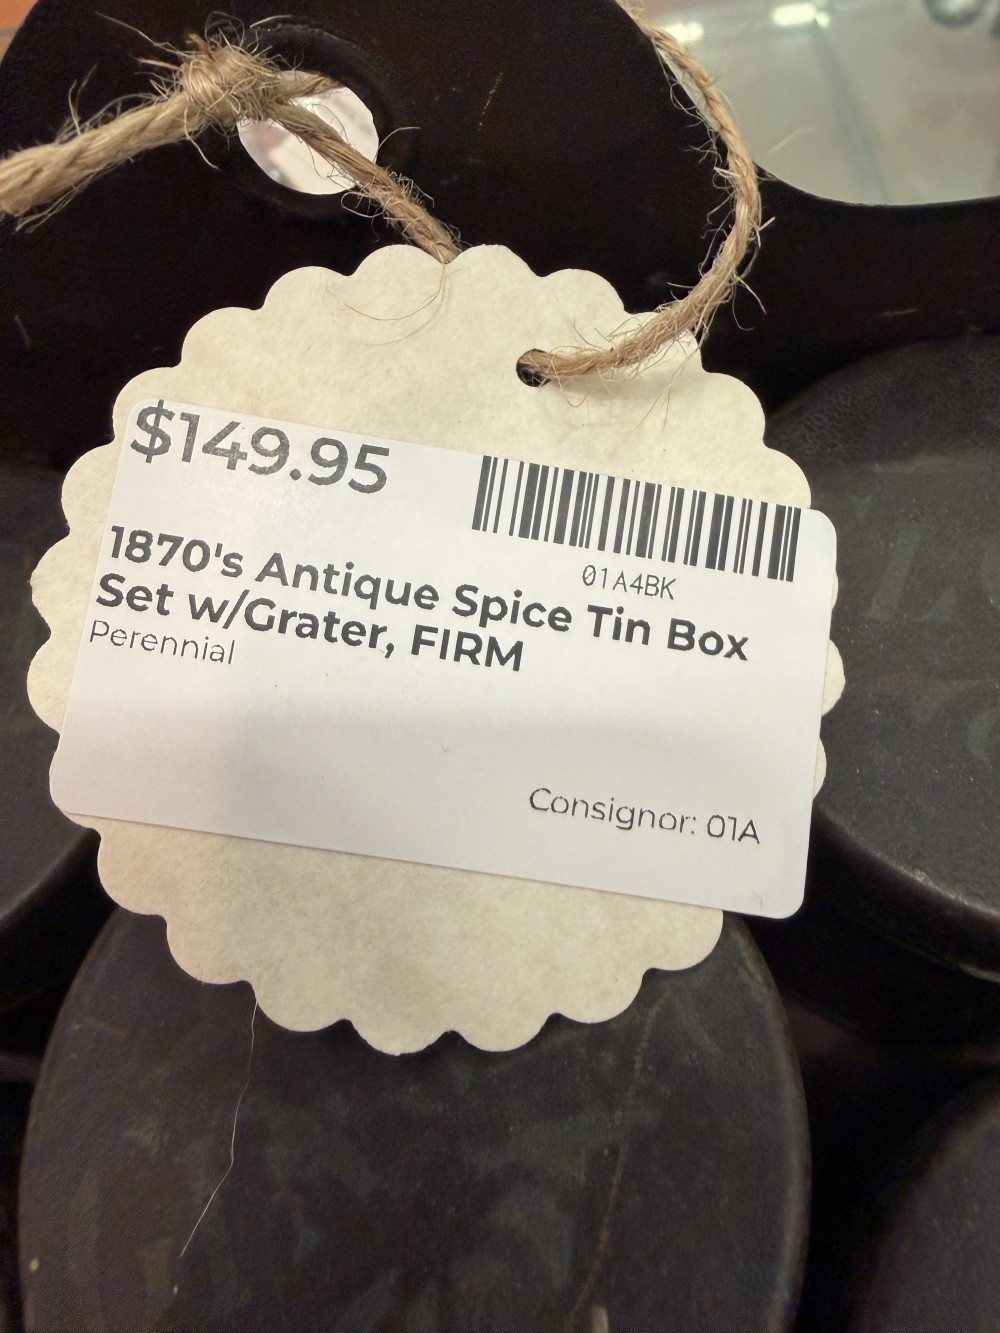 $149.95
01A4BK
1870's Antique Spice Tin Box
Set w/Grater, FIRM
Perennial
Consignor: 01A